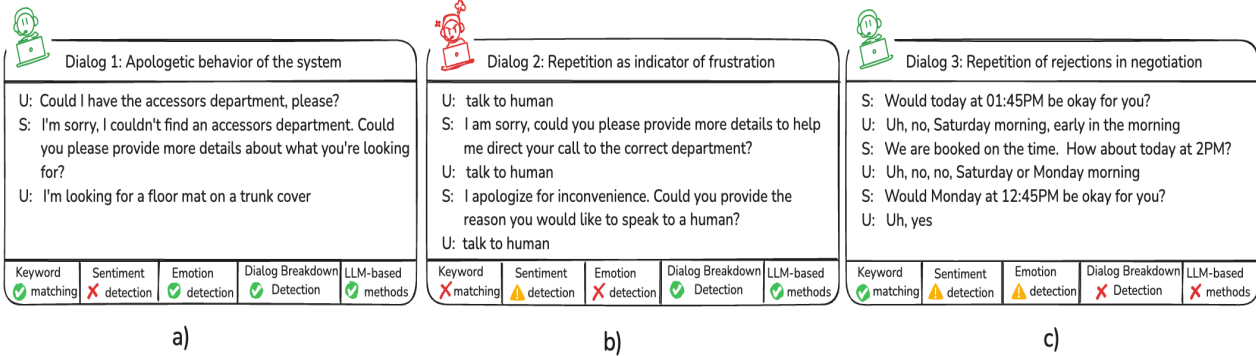 Dialog 1: Apologetic behavior of the system
U: Could I have the accessors department, please?
S: I'm sorry, I couldn't find an accessors department. Could
you please provide more details about what you're looking
for?
U: I'm looking for a floor mat on a trunk cover
Keyword matching
Sentiment detection
Emotion detection
Dialog Breakdown Detection
LLM-based methods
a)
Dialog 2: Repetition as indicator of frustration
U: talk to human
S: I am sorry, could you please provide more details to help
me direct your call to the correct department?
U: talk to human
S: I apologize for inconvenience. Could you provide the
reason you would like to speak to a human?
U: talk to human
Keyword matching
Sentiment detection
Emotion detection
Dialog Breakdown Detection
LLM-based methods
b)
Dialog 3: Repetition of rejections in negotiation
S: Would today at 01:45PM be okay for you?
U: Uh, no, Saturday morning, early in the morning
S: We are booked on the time. How about today at 2PM?
U: Uh, no, no, Saturday or Monday morning
S: Would Monday at 12:45PM be okay for you?
U: Uh, yes
Keyword matching
Sentiment detection
Emotion detection
Dialog Breakdown Detection
LLM-based methods
c)